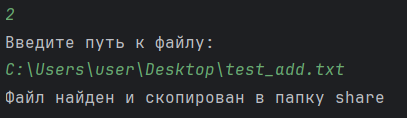 2
Введите путь к файлу:
C:\Users\user\Desktop\test_add.txt
Файл найден и скопирован в папку share